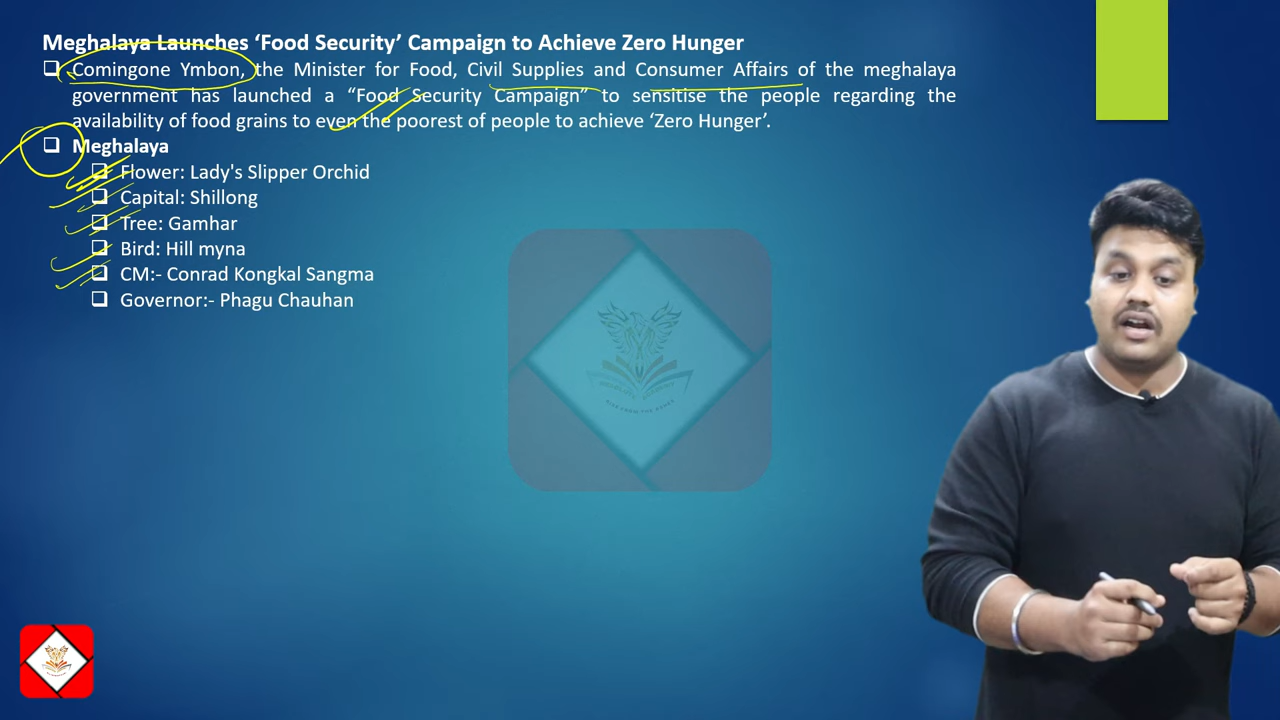 Meghalaya Launches ‘Food Security’ Campaign to Achieve Zero Hunger
Comingone Ymbon, the Minister for Food, Civil Supplies and Consumer Affairs of the meghalaya
government has launched a “Food Security Campaign” to sensitise the people regarding the
availability of food grains to even the poorest of people to achieve ‘Zero Hunger’.
Meghalaya
Flower: Lady's Slipper Orchid
Capital: Shillong
Tree: Gamhar
Bird: Hill myna
CM:- Conrad Kongkal Sangma
Governor:- Phagu Chauhan